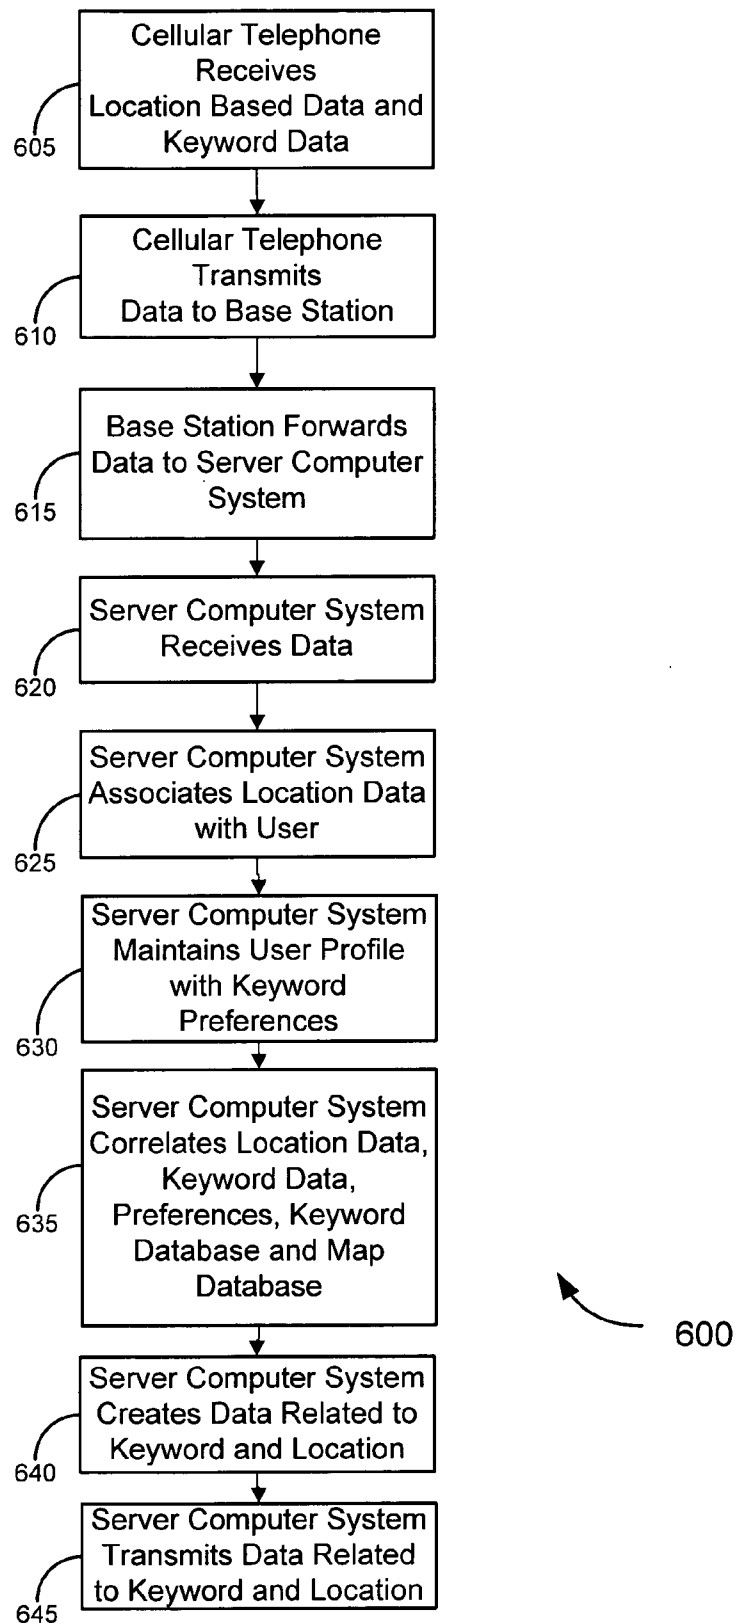 Cellular Telephone
Receives
Location Based Data and
Keyword Data
605
Cellular Telephone
Transmits
Data to Base Station
610
Base Station Forwards
Data to Server Computer
System
615
Server Computer System
Receives Data
620
Server Computer System
Associates Location Data
with User
625
Server Computer System
Maintains User Profile
with Keyword
Preferences
630
Server Computer System
Correlates Location Data,
Keyword Data,
Preferences, Keyword
Database and Map
Database
635
600
Server Computer System
Creates Data Related to
Keyword and Location
640
Server Computer System
Transmits Data Related
to Keyword and Location
645